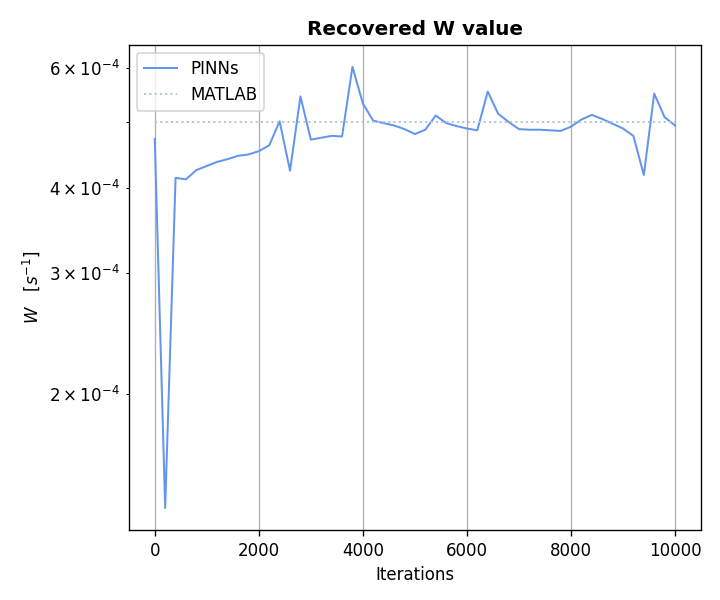 Recovered W value
PINNs
MATLAB
6 × 10⁻⁴
4 × 10⁻⁴
3 × 10⁻⁴
2 × 10⁻⁴
W [s⁻¹]
0 2000 4000 6000 8000 10000
Iterations